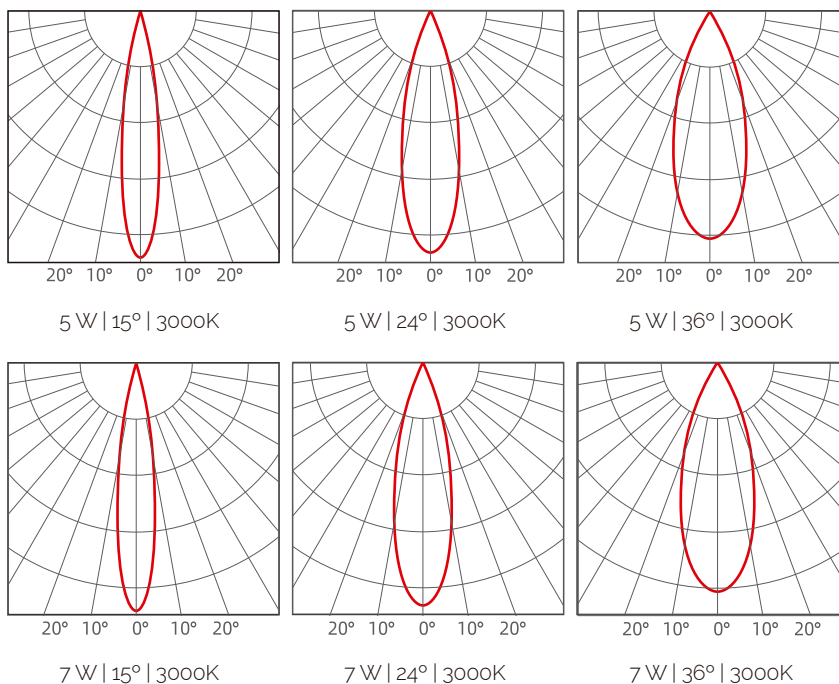 20° 10° 0° 10° 20°
20° 10° 0° 10° 20°
20° 10° 0° 10° 20°
5 W | 15° | 3000K
5 W | 24° | 3000K
5 W | 36° | 3000K
20° 10° 0° 10° 20°
20° 10° 0° 10° 20°
20° 10° 0° 10° 20°
7 W | 15° | 3000K
7 W | 24° | 3000K
7 W | 36° | 3000K